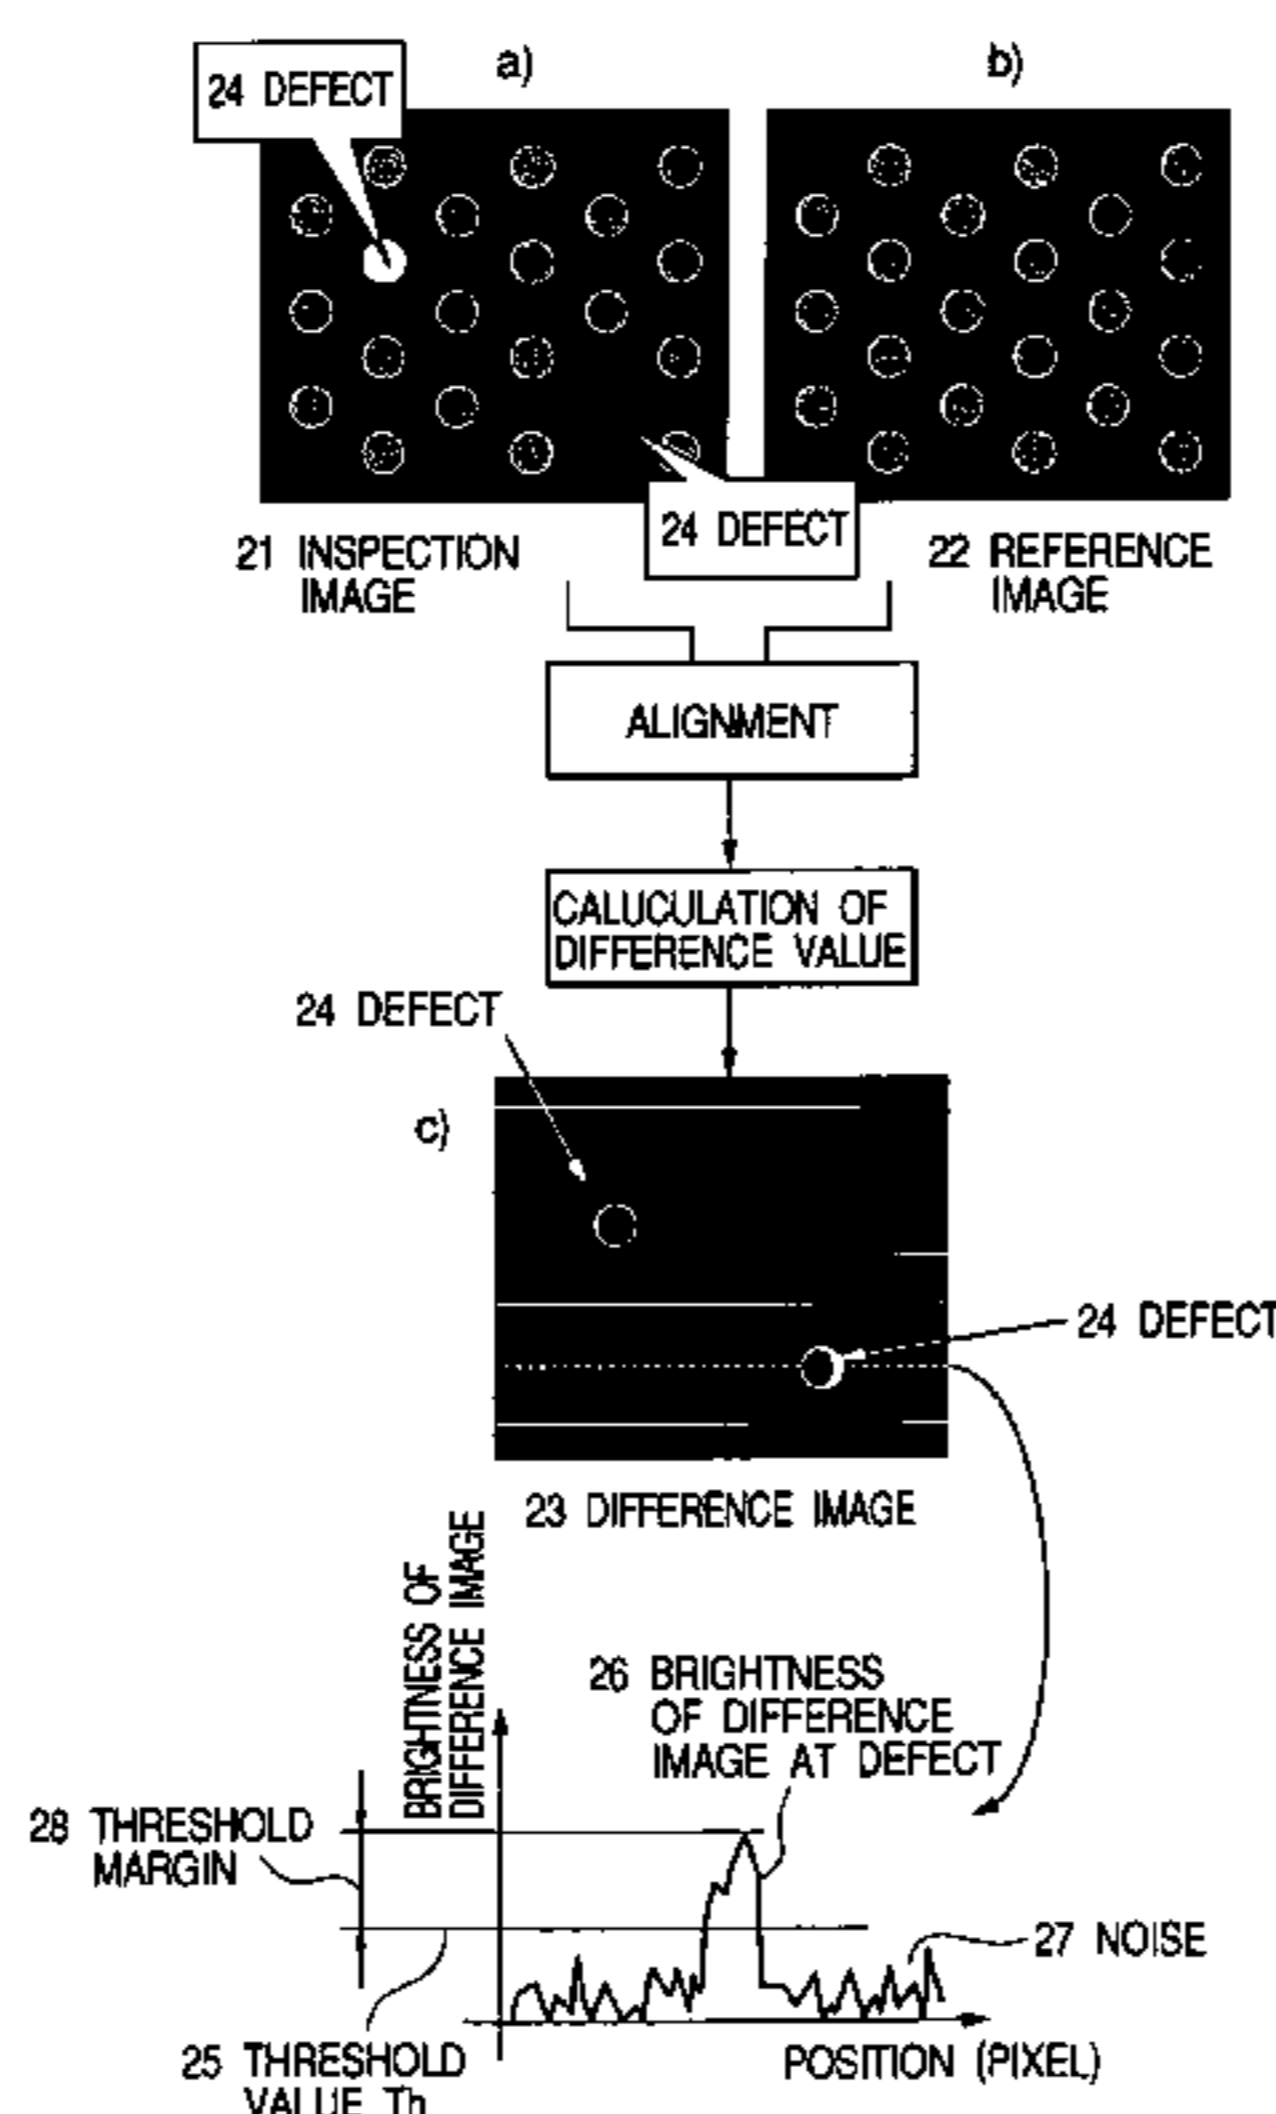 a)
b)
24 DEFECT
24 DEFECT
21 INSPECTION
IMAGE
22 REFERENCE
IMAGE
ALIGNMENT
CALUCULATION OF
DIFFERENCE VALUE
24 DEFECT
c)
24 DEFECT
23 DIFFERENCE IMAGE
BRIGHTNESS OF
DIFFERENCE IMAGE
26 BRIGHTNESS
OF DIFFERENCE
IMAGE AT DEFECT
28 THRESHOLD
MARGIN
27 NOISE
25 THRESHOLD
VALUE Th
POSITION (PIXEL)